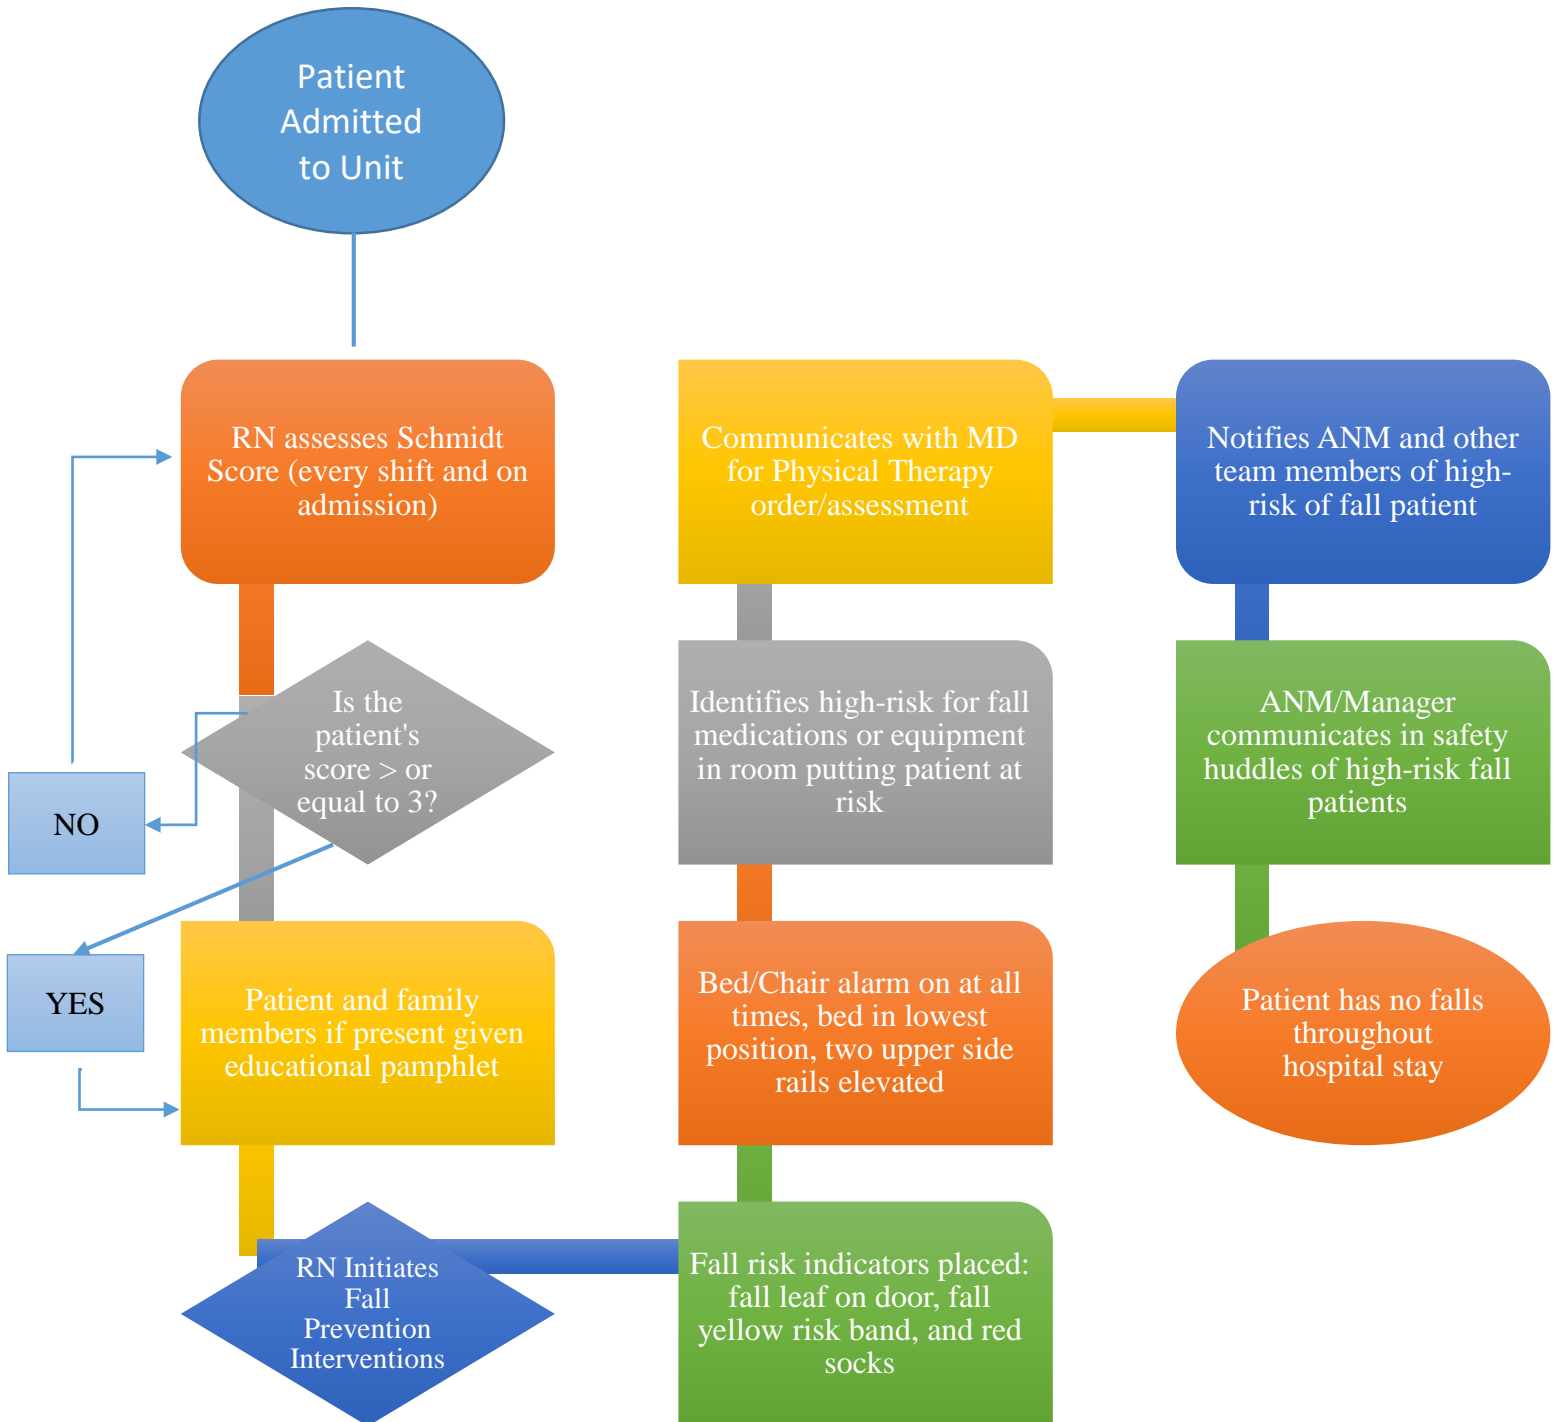 Patient
Admitted
to Unit
RN assesses Schmidt
Score (every shift and on
admission)
Is the
patient's
score > or
equal to 3?
NO
YES
Patient and family
members if present given
educational pamphlet
RN Initiates
Fall
Prevention
Interventions
Fall risk indicators placed:
fall leaf on door, fall
yellow risk band, and red
socks
Bed/Chair alarm on at all
times, bed in lowest
position, two upper side
rails elevated
Identifies high-risk for fall
medications or equipment
in room putting patient at
risk
Communicates with MD
for Physical Therapy
order/assessment
Notifies ANM and other
team members of high-
risk of fall patient
ANM/Manager
communicates in safety
huddles of high-risk fall
patients
Patient has no falls
throughout
hospital stay